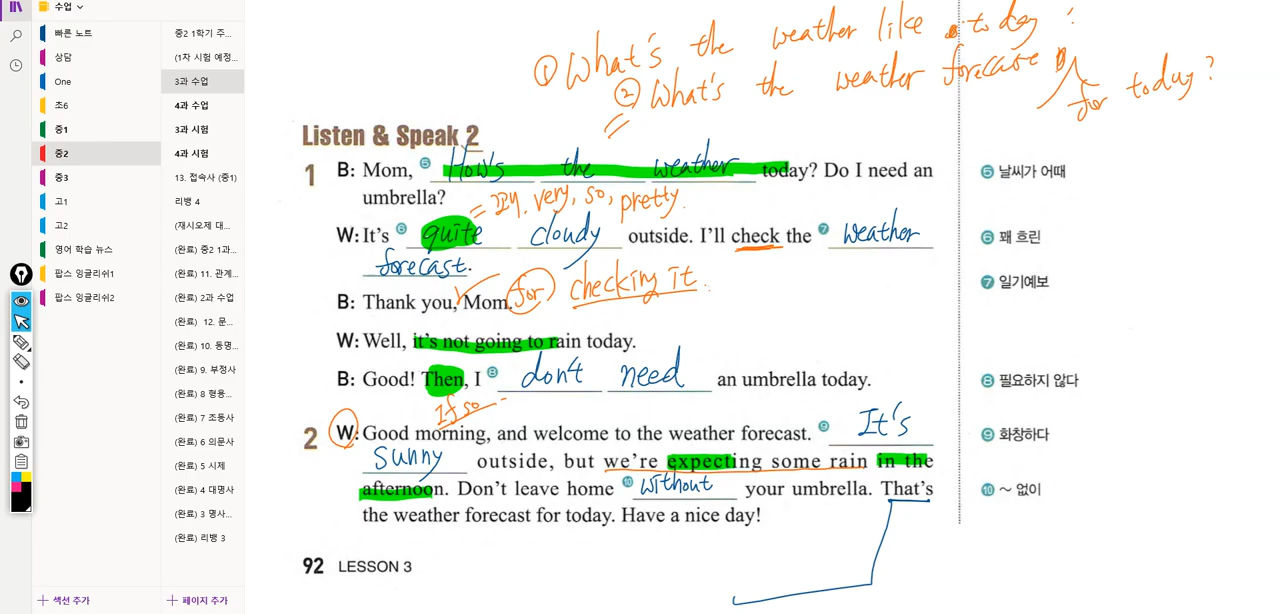 수업
빠른 노트
상담
One
초6
중1
중2
중3
고1
고2
영어 학습 뉴스
팝스 잉글리쉬1
팝스 잉글리쉬2
색션 추가
중2 1학기 주...
(1차 시험 예정...
3과 수업
4과 수업
3과 시험
4과 시험
13. 접속사 (중1)
리뱅 4
(재시오제 대...
(완료) 중2 1과...
(완료) 11. 관계...
(완료) 2과 수업
(완료) 12. 문...
(완료) 10. 동명...
(완료) 9. 부정사
(완료) 8 형용...
(완료) 7 조동사
(완료) 6 의문사
(완료) 5 시제
(완료) 4 대명사
(완료) 3 명사...
(완료) 리뱅 3
페이지 추가
① What's the weather like today?
② What's the weather forecast for today?
Listen & Speak 2
1 B: Mom, ⑤ How's the weather today? Do I need an
umbrella?
= 꽤. very, so, pretty
W: It's ⑥ quite cloudy outside. I'll check the ⑦ weather
forecast.
B: Thank you, Mom. for checking it.
W: Well, it's not going to rain today.
B: Good! Then, I ⑧ don't need an umbrella today.
If so
2 W: Good morning, and welcome to the weather forecast. ⑨ It's
sunny outside, but we're expecting some rain in the
afternoon. Don't leave home ⑩ without your umbrella. That's
the weather forecast for today. Have a nice day!
⑤ 날씨가 어때
⑥ 꽤 흐린
⑦ 일기예보
⑧ 필요하지 않다
⑨ 화창하다
⑩ ~ 없이
92 LESSON 3